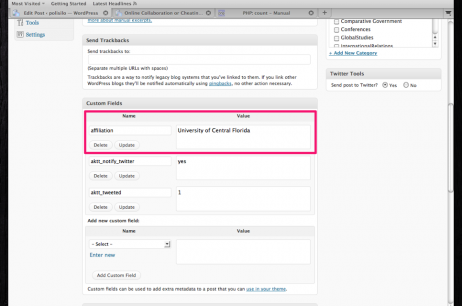 Most Visited Getting Started Latest Headlines
Edit Post ‹ polisilio — WordPress
Online Collaboration or Cheatin...
PHP: count - Manual
Tools
Settings
more about manual excerpts.
Send Trackbacks
Send trackbacks to:
(Separate multiple URLs with spaces)
Trackbacks are a way to notify legacy blog systems that you've linked to them. If you link other
WordPress blogs they'll be notified automatically using pingbacks, no other action necessary.
Custom Fields
Name Value
affiliation University of Central Florida
Delete Update
aktt_notify_twitter yes
Delete Update
aktt_tweeted 1
Delete Update
Add new custom field:
Name Value
- Select -
Enter new
Add Custom Field
Custom fields can be used to add extra metadata to a post that you can use in your theme.
Comparative Government
Conferences
GlobalStudies
InternationalRelations
+ Add New Category
Twitter Tools
Send post to Twitter? Yes No